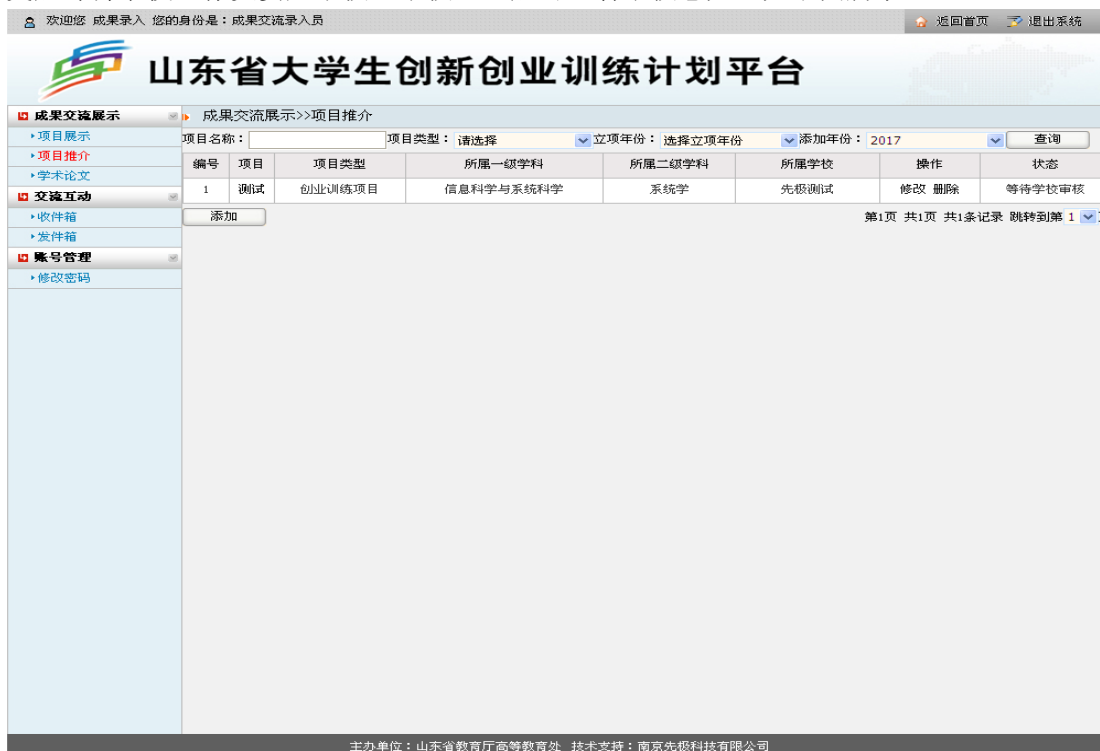 欢迎您 成果录入 您的身份是：成果交流录入员 返回首页 退出系统
山东省大学生创新创业训练计划平台
成果交流展示
项目展示
项目推介
学术论文
交流互动
收件箱
发件箱
账号管理
修改密码
成果交流展示>>项目推介
项目名称： 项目类型： 请选择 立项年份： 选择立项年份 添加年份： 2017 查询
编号 项目 项目类型 所属一级学科 所属二级学科 所属学校 操作 状态
1 测试 创业训练项目 信息科学与系统科学 系统学 先极测试 修改 删除 等待学校审核
添加 第1页 共1页 共1条记录 跳转到第 1
主办单位：山东省教育厅高等教育处 技术支持：南京先极科技有限公司